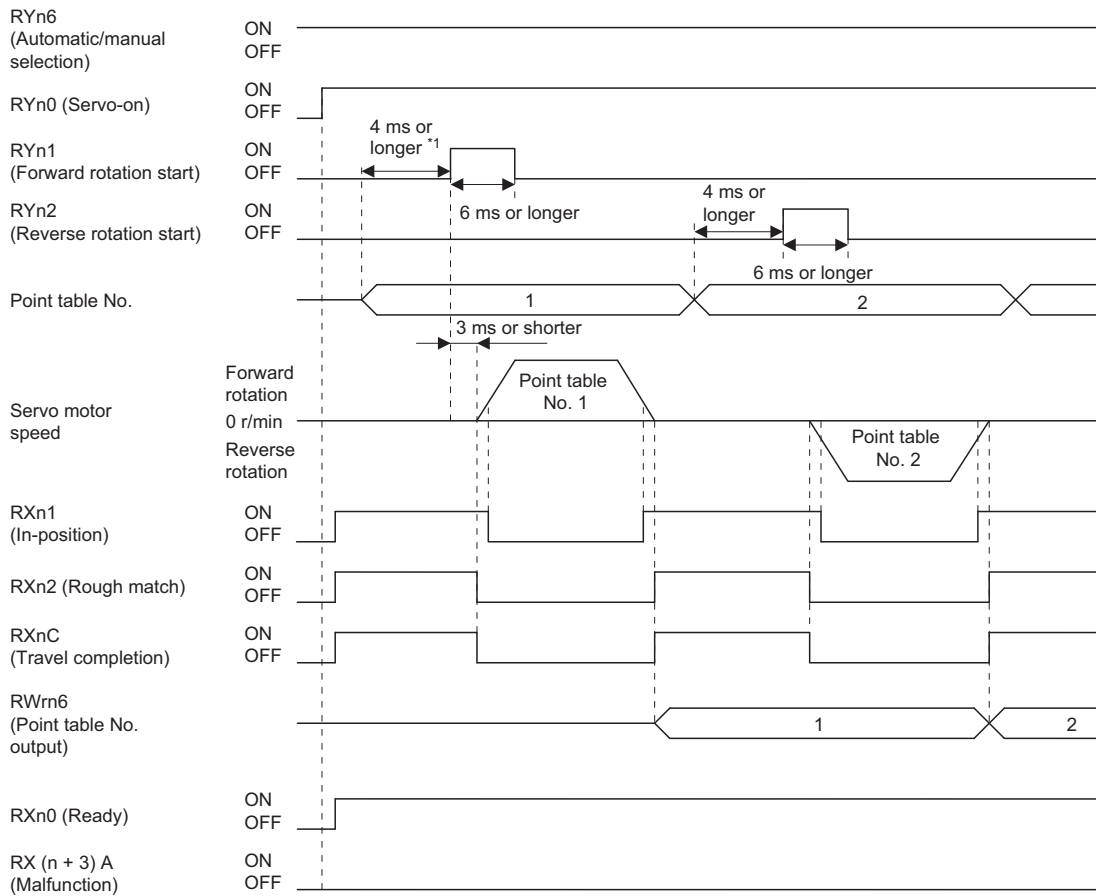 RYn6
(Automatic/manual
selection)
ON
OFF
RYn0 (Servo-on)
ON
OFF
4 ms or
longer *1
RYn1
(Forward rotation start)
ON
OFF
6 ms or longer
4 ms or
longer
RYn2
(Reverse rotation start)
ON
OFF
6 ms or longer
Point table No.
1
2
3 ms or shorter
Servo motor
speed
Forward
rotation
0 r/min
Reverse
rotation
Point table
No. 1
Point table
No. 2
RXn1
(In-position)
ON
OFF
RXn2 (Rough match)
ON
OFF
RXnC
(Travel completion)
ON
OFF
RWrn6
(Point table No.
output)
1
2
RXn0 (Ready)
ON
OFF
RX (n + 3) A
(Malfunction)
ON
OFF